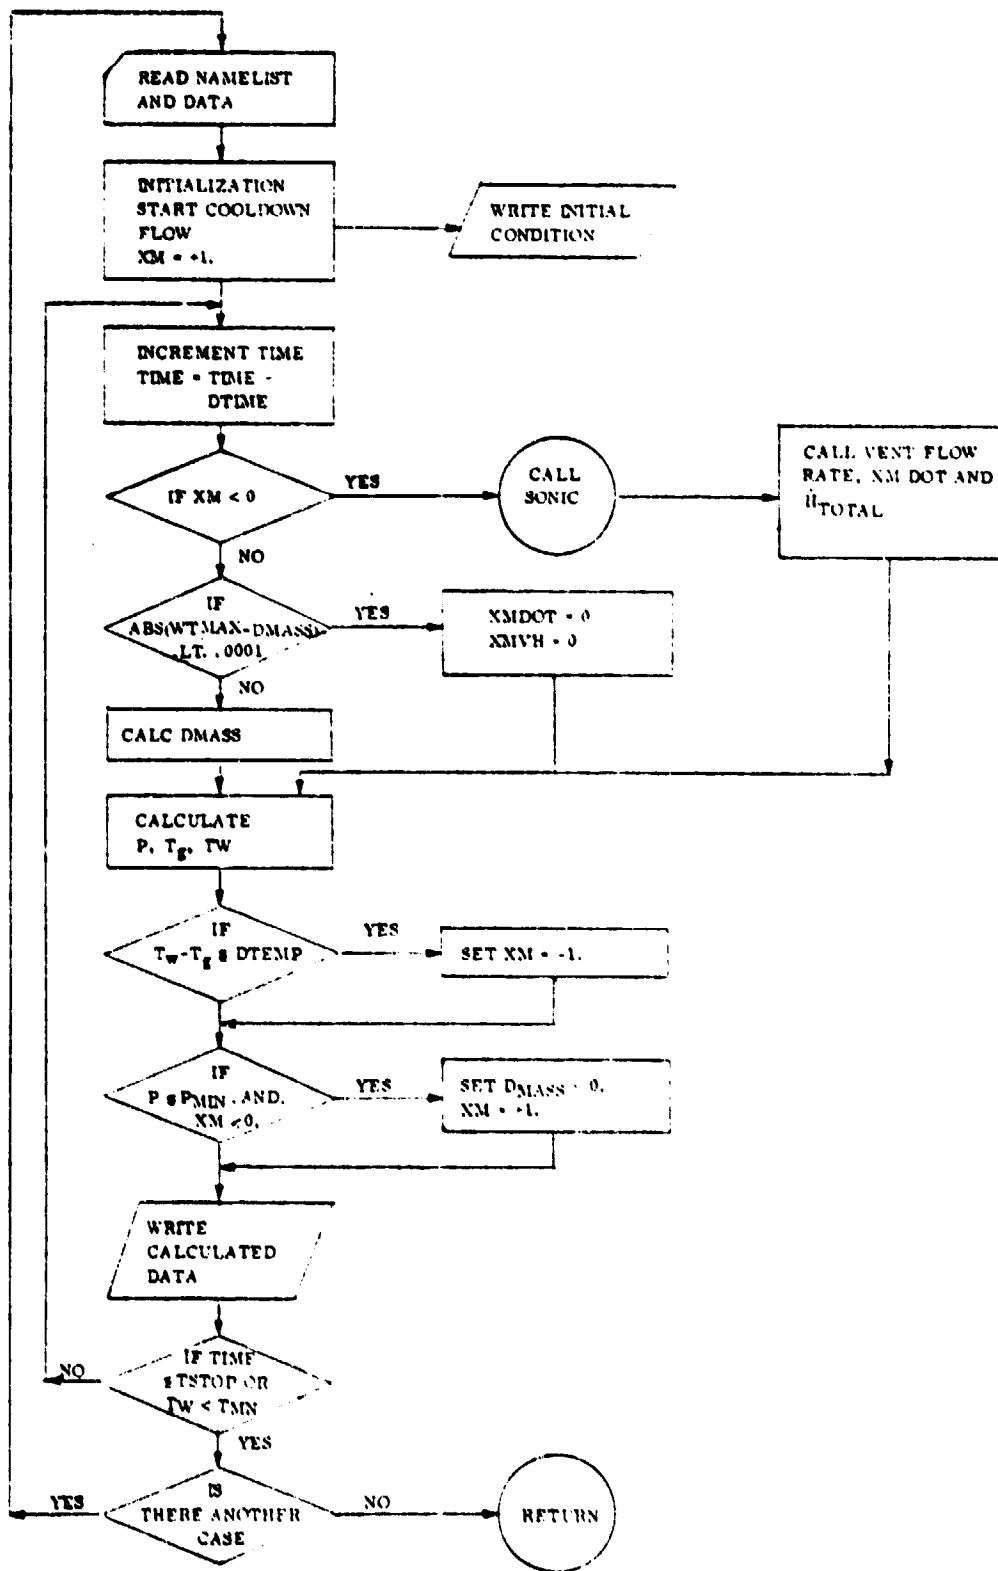 READ NAMELIST
AND DATA
INITIALIZATION
START COOLDOWN
FLOW
XM = +1.
WRITE INITIAL
CONDITION
INCREMENT TIME
TIME = TIME -
DTIME
IF XM < 0
YES
CALL
SONIC
CALL VENT FLOW
RATE, XM DOT AND
ḢTOTAL
NO
IF
ABS(WTMAX-DMASS)
.LT. .0001
YES
XMDOT = 0
XMVH = 0
NO
CALC DMASS
CALCULATE
P, Tg, TW
IF
Tw-Tg ≤ DTEMP
YES
SET XM = -1.
IF
P ≤ PMIN .AND.
XM < 0.
YES
SET DMASS = 0,
XM = +1.
WRITE
CALCULATED
DATA
IF TIME
TSTOP OR
TW < TMN
NO
YES
IS
THERE ANOTHER
CASE
YES
NO
RETURN